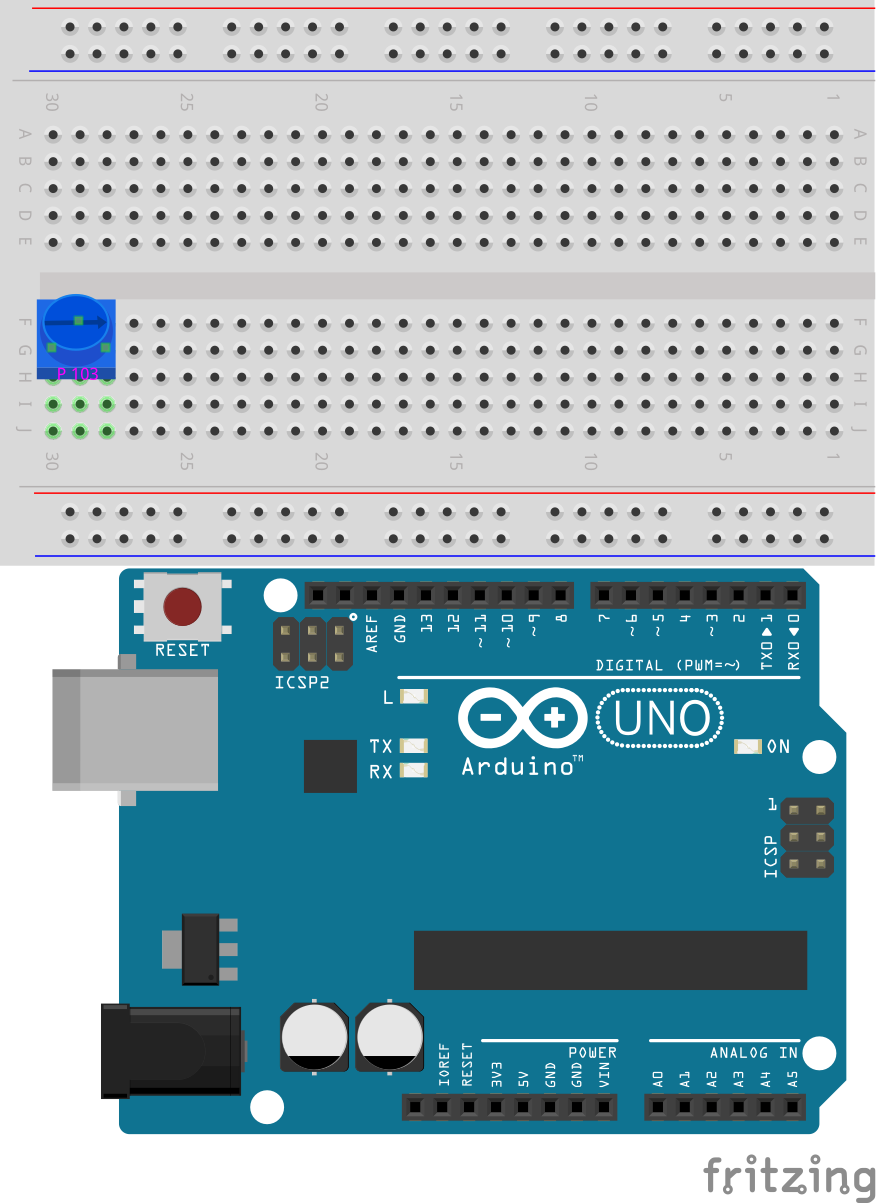 30 25 20 15 10 5 1
A A
B B
C C
D D
E E
F F
G G
H H
P 103
I I
J J
30 25 20 15 10 5 1
RESET
ICSP2
AREF GND 13 12 ~11 ~10 ~9 8 7 ~6 ~5 4 ~3 2 TX0▶1 RX0◀0
DIGITAL (PWM=~)
L
TX
RX
Arduino™
UNO
ON
1
ICSP
POWER
ANALOG IN
IOREF RESET 3V3 5V GND GND VIN A0 A1 A2 A3 A4 A5
fritzing